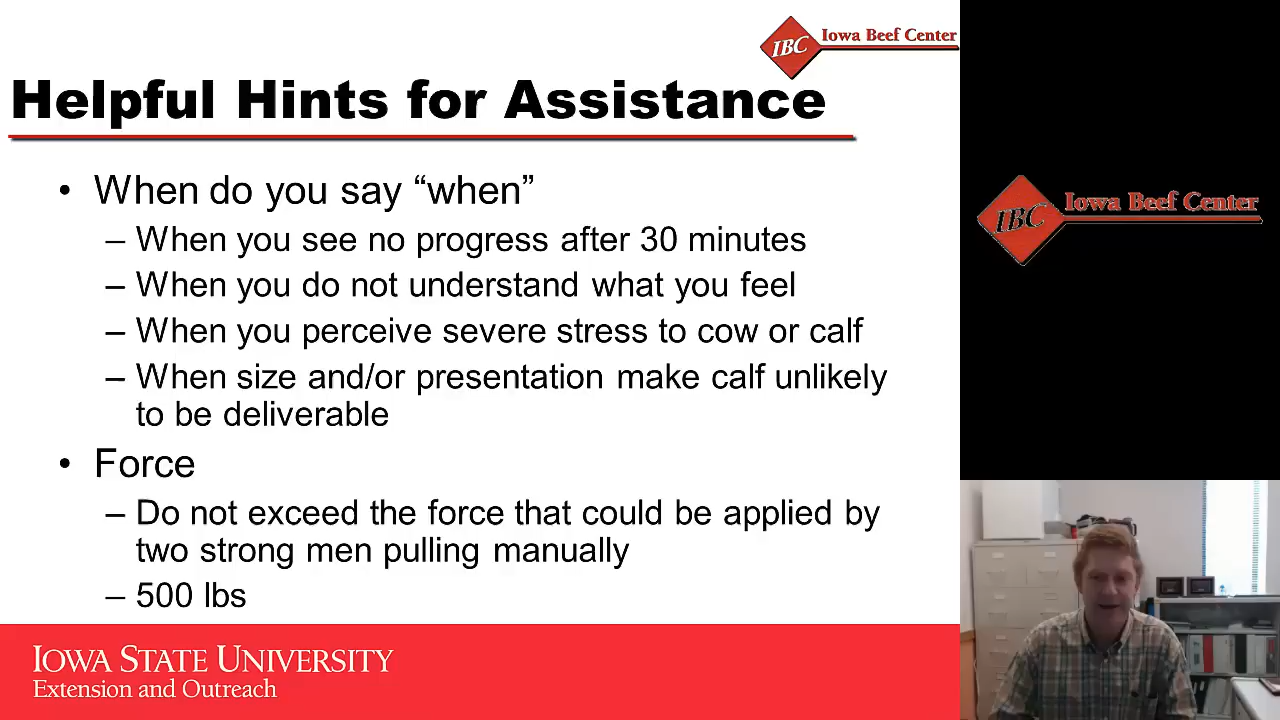 IBC Iowa Beef Center
Helpful Hints for Assistance
• When do you say “when”
– When you see no progress after 30 minutes
– When you do not understand what you feel
– When you perceive severe stress to cow or calf
– When size and/or presentation make calf unlikely
to be deliverable
• Force
– Do not exceed the force that could be applied by
two strong men pulling manually
– 500 lbs
IOWA STATE UNIVERSITY
Extension and Outreach
IBC Iowa Beef Center